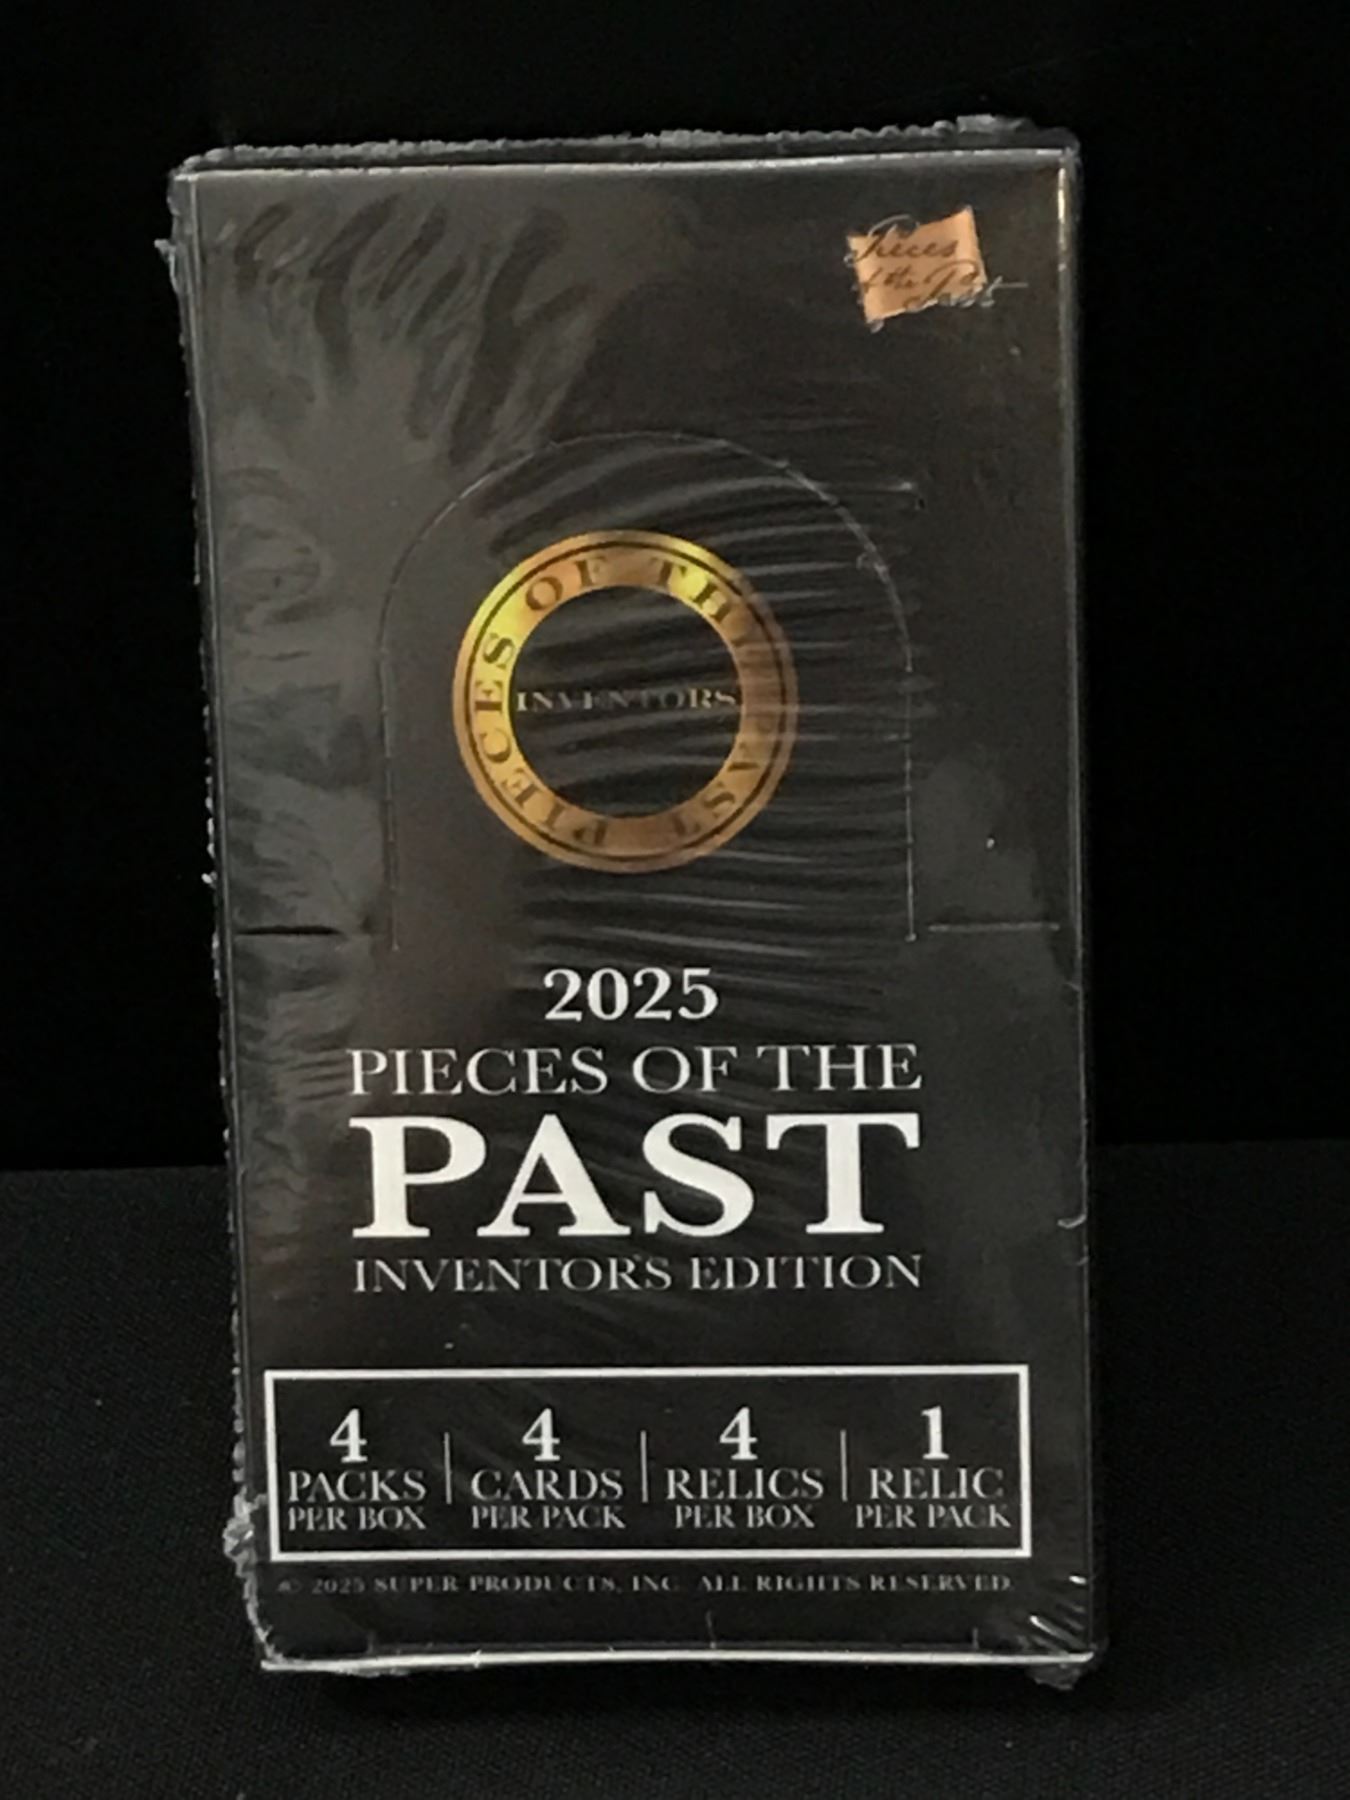 Pieces
of the Past
PIECES OF THE PAST
INVENTORS
2025
PIECES OF THE
PAST
INVENTOR'S EDITION
4 PACKS PER BOX
4 CARDS PER PACK
4 RELICS PER BOX
1 RELIC PER PACK
© 2025 SUPER PRODUCTS, INC. ALL RIGHTS RESERVED.